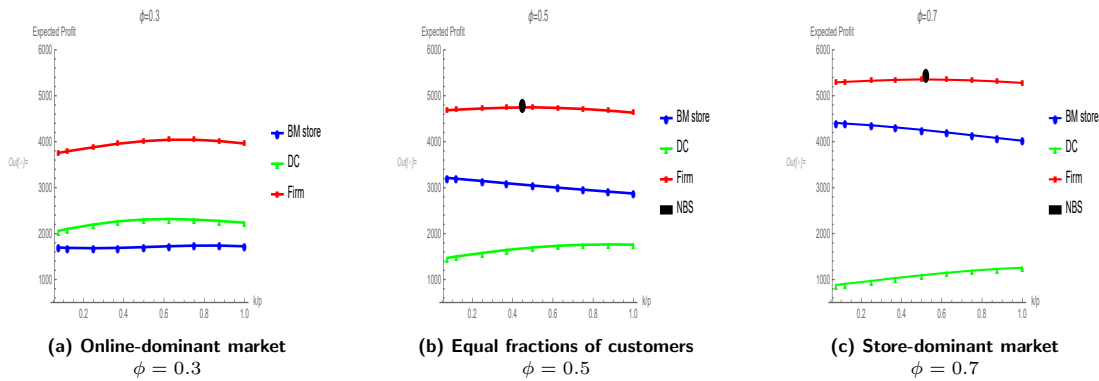 ϕ=0.3
Expected Profit
6000
5000
4000
3000
2000
1000
Out[•]=
0.2 0.4 0.6 0.8 1.0
k/p
BM store
DC
Firm
(a) Online-dominant market
ϕ = 0.3
ϕ=0.5
Expected Profit
6000
5000
4000
3000
2000
1000
Out[•]=
0.2 0.4 0.6 0.8 1.0
k/p
BM store
DC
Firm
NBS
(b) Equal fractions of customers
ϕ = 0.5
ϕ=0.7
Expected Profit
6000
5000
4000
3000
2000
1000
Out[•]=
0.2 0.4 0.6 0.8 1.0
k/p
BM store
DC
Firm
NBS
(c) Store-dominant market
ϕ = 0.7